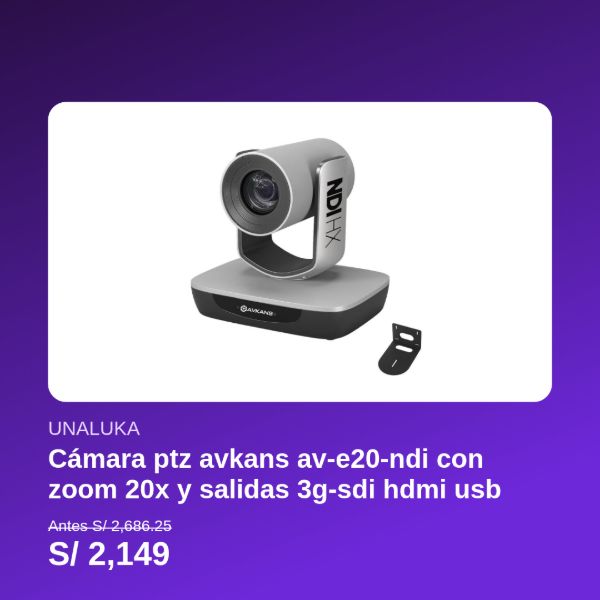 NDI HX
AVKANS
UNALUKA
Cámara ptz avkans av-e20-ndi con
zoom 20x y salidas 3g-sdi hdmi usb
Antes S/ 2,686.25
S/ 2,149